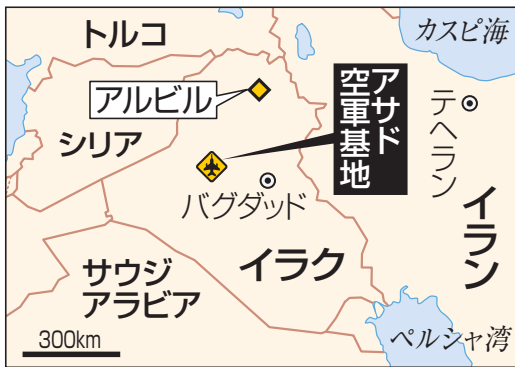 トルコ
カスピ海
アルビル
アサド
空軍基地
テヘラン
シリア
バグダッド
イラン
サウジ
アラビア
イラク
300km
ペルシャ湾